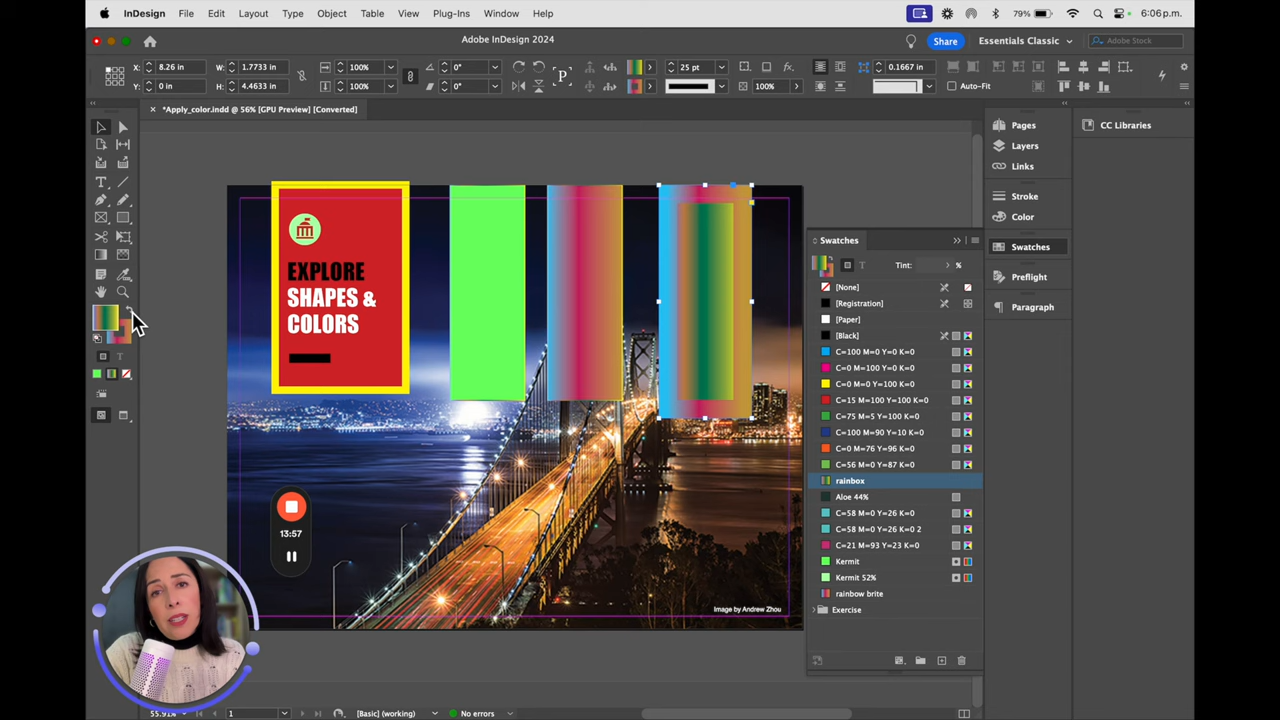 InDesign File Edit Layout Type Object Table View Plug-Ins Window Help 79% 6:06 p.m.
Adobe InDesign 2024 Share Essentials Classic Adobe Stock
X: 8.26 in W: 1.7733 in 100% 0° P 25 pt fx. 0.1667 in
Y: 0 in H: 4.4633 in 100% 0° 100% Auto-Fit
*Apply_color.indd @ 56% [GPU Preview] [Converted]
Pages
Layers
Links
Stroke
Color
Swatches
Preflight
Paragraph
CC Libraries
EXPLORE
SHAPES &
COLORS
Swatches
T Tint: %
[None]
[Registration]
[Paper]
[Black]
C=100 M=0 Y=0 K=0
C=0 M=100 Y=0 K=0
C=0 M=0 Y=100 K=0
C=15 M=100 Y=100 K=0
C=75 M=5 Y=100 K=0
C=100 M=90 Y=10 K=0
C=0 M=76 Y=96 K=0
C=56 M=0 Y=87 K=0
rainbox
Aloe 44%
C=58 M=0 Y=26 K=0
C=58 M=0 Y=26 K=0 2
C=21 M=93 Y=23 K=0
Kermit
Kermit 52%
rainbow brite
Exercise
13:57
Image by Andrew Zhou
55.91% 1 [Basic] (working) No errors